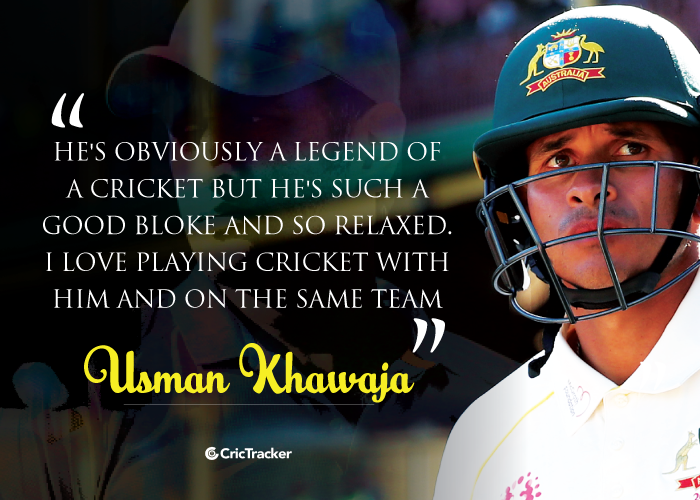 “
HE'S OBVIOUSLY A LEGEND OF
A CRICKET BUT HE'S SUCH A
GOOD BLOKE AND SO RELAXED.
I LOVE PLAYING CRICKET WITH
HIM AND ON THE SAME TEAM
”
Usman Khawaja
CricTracker
AUSTRALIA